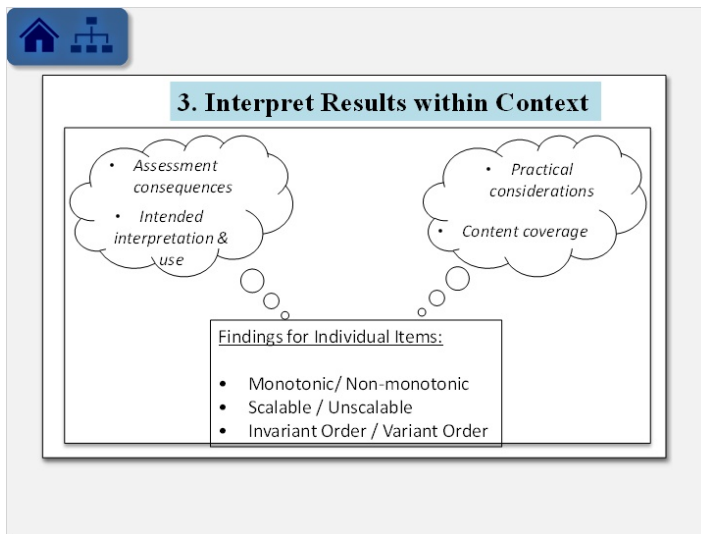 3. Interpret Results within Context
• Assessment
consequences
• Intended
interpretation &
use
• Practical
considerations
• Content coverage
Findings for Individual Items:
• Monotonic/ Non-monotonic
• Scalable / Unscalable
• Invariant Order / Variant Order